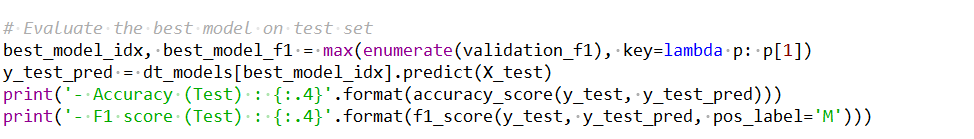 # Evaluate the best model on test set
best_model_idx, best_model_f1 = max(enumerate(validation_f1), key=lambda p: p[1])
y_test_pred = dt_models[best_model_idx].predict(X_test)
print('- Accuracy (Test) : {:.4}'.format(accuracy_score(y_test, y_test_pred)))
print('- F1 score (Test) : {:.4}'.format(f1_score(y_test, y_test_pred, pos_label='M')))